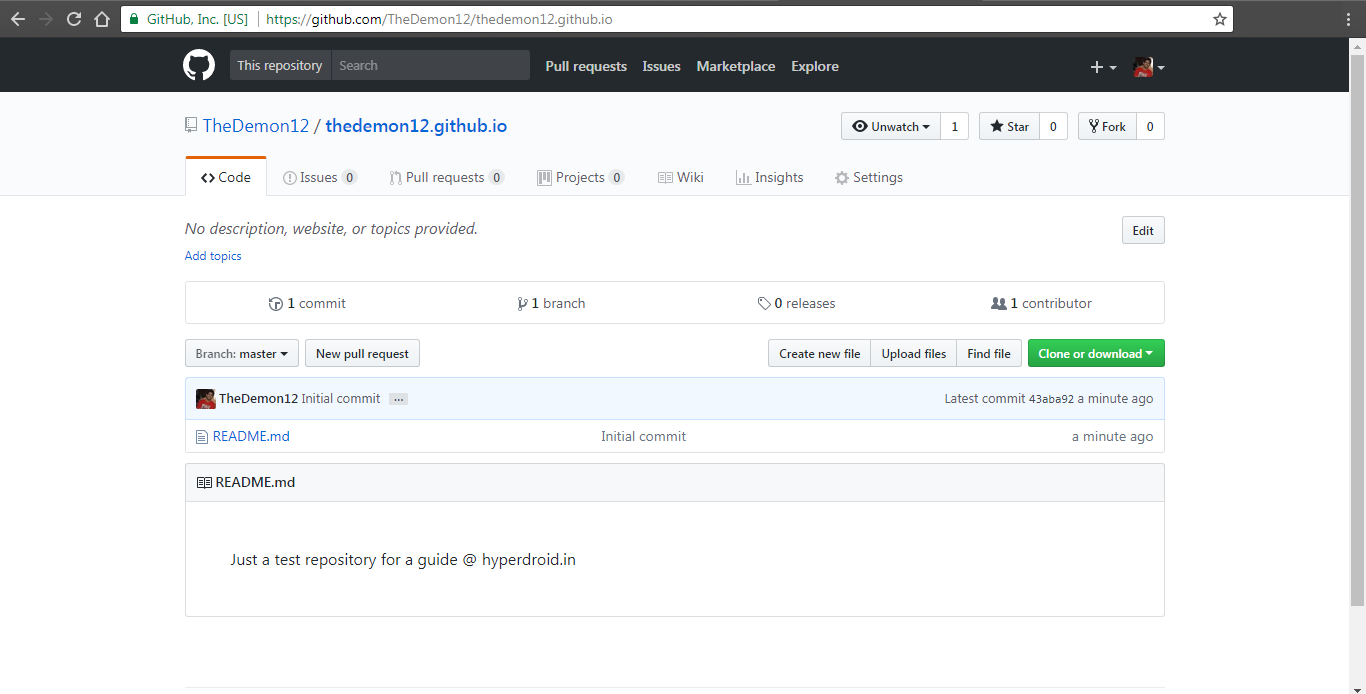 GitHub, Inc. [US] | https://github.com/TheDemon12/thedemon12.github.io
This repository Search Pull requests Issues Marketplace Explore
TheDemon12 / thedemon12.github.io Unwatch 1 Star 0 Fork 0
Code Issues 0 Pull requests 0 Projects 0 Wiki Insights Settings
No description, website, or topics provided. Edit
Add topics
1 commit 1 branch 0 releases 1 contributor
Branch: master New pull request Create new file Upload files Find file Clone or download
TheDemon12 Initial commit ... Latest commit 43aba92 a minute ago
README.md Initial commit a minute ago
README.md
Just a test repository for a guide @ hyperdroid.in